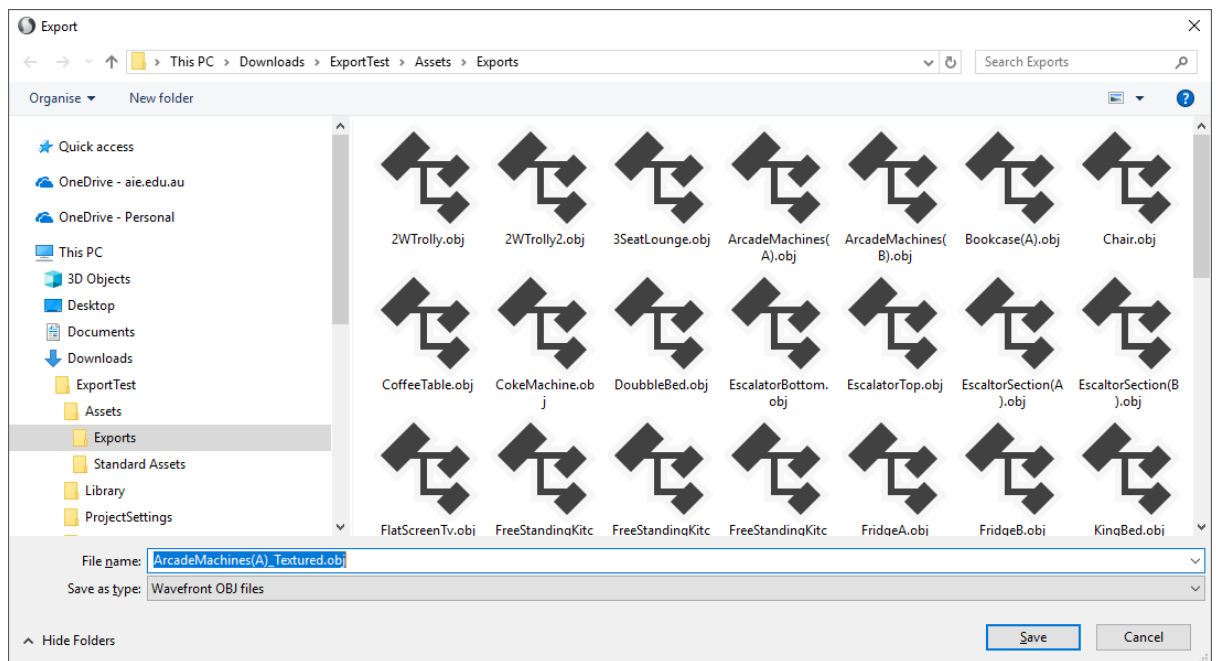 Export
This PC > Downloads > ExportTest > Assets > Exports
Search Exports
Organise
New folder
Quick access
OneDrive - aie.edu.au
OneDrive - Personal
This PC
3D Objects
Desktop
Documents
Downloads
ExportTest
Assets
Exports
Standard Assets
Library
ProjectSettings
2WTrolly.obj
2WTrolly2.obj
3SeatLounge.obj
ArcadeMachines(
A).obj
ArcadeMachines(
B).obj
Bookcase(A).obj
Chair.obj
CoffeeTable.obj
CokeMachine.ob
j
DoubbleBed.obj
EscalatorBottom.
obj
EscalatorTop.obj
EscaltorSection(A
).obj
EscaltorSection(B
).obj
FlatScreenTv.obj
FreeStandingKitc
FreeStandingKitc
FreeStandingKitc
FridgeA.obj
FridgeB.obj
KingBed.obj
File name: ArcadeMachines(A)_Textured.obj
Save as type: Wavefront OBJ files
Hide Folders
Save
Cancel